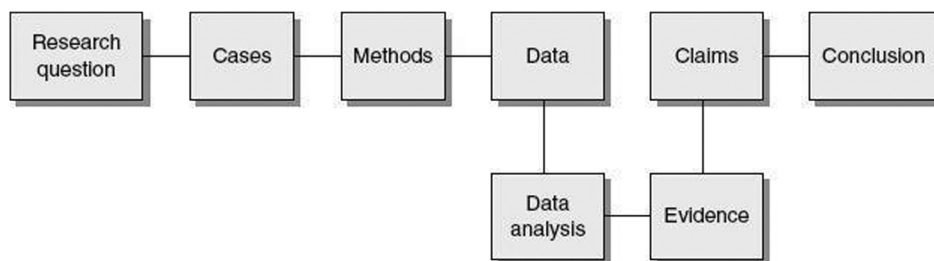 Research
question
Cases
Methods
Data
Claims
Conclusion
Data
analysis
Evidence